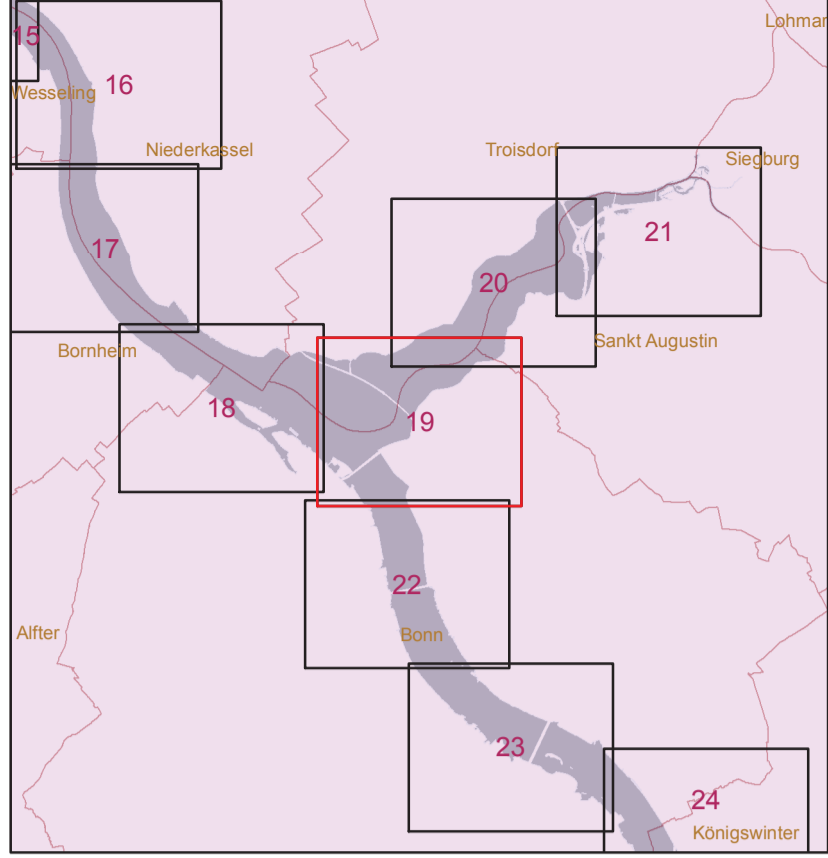 Lohmar
15
16
Wesseling
Niederkassel
Troisdorf
Siegburg
17
21
20
Bornheim
Sankt Augustin
18
19
22
Alfter
Bonn
23
24
Königswinter